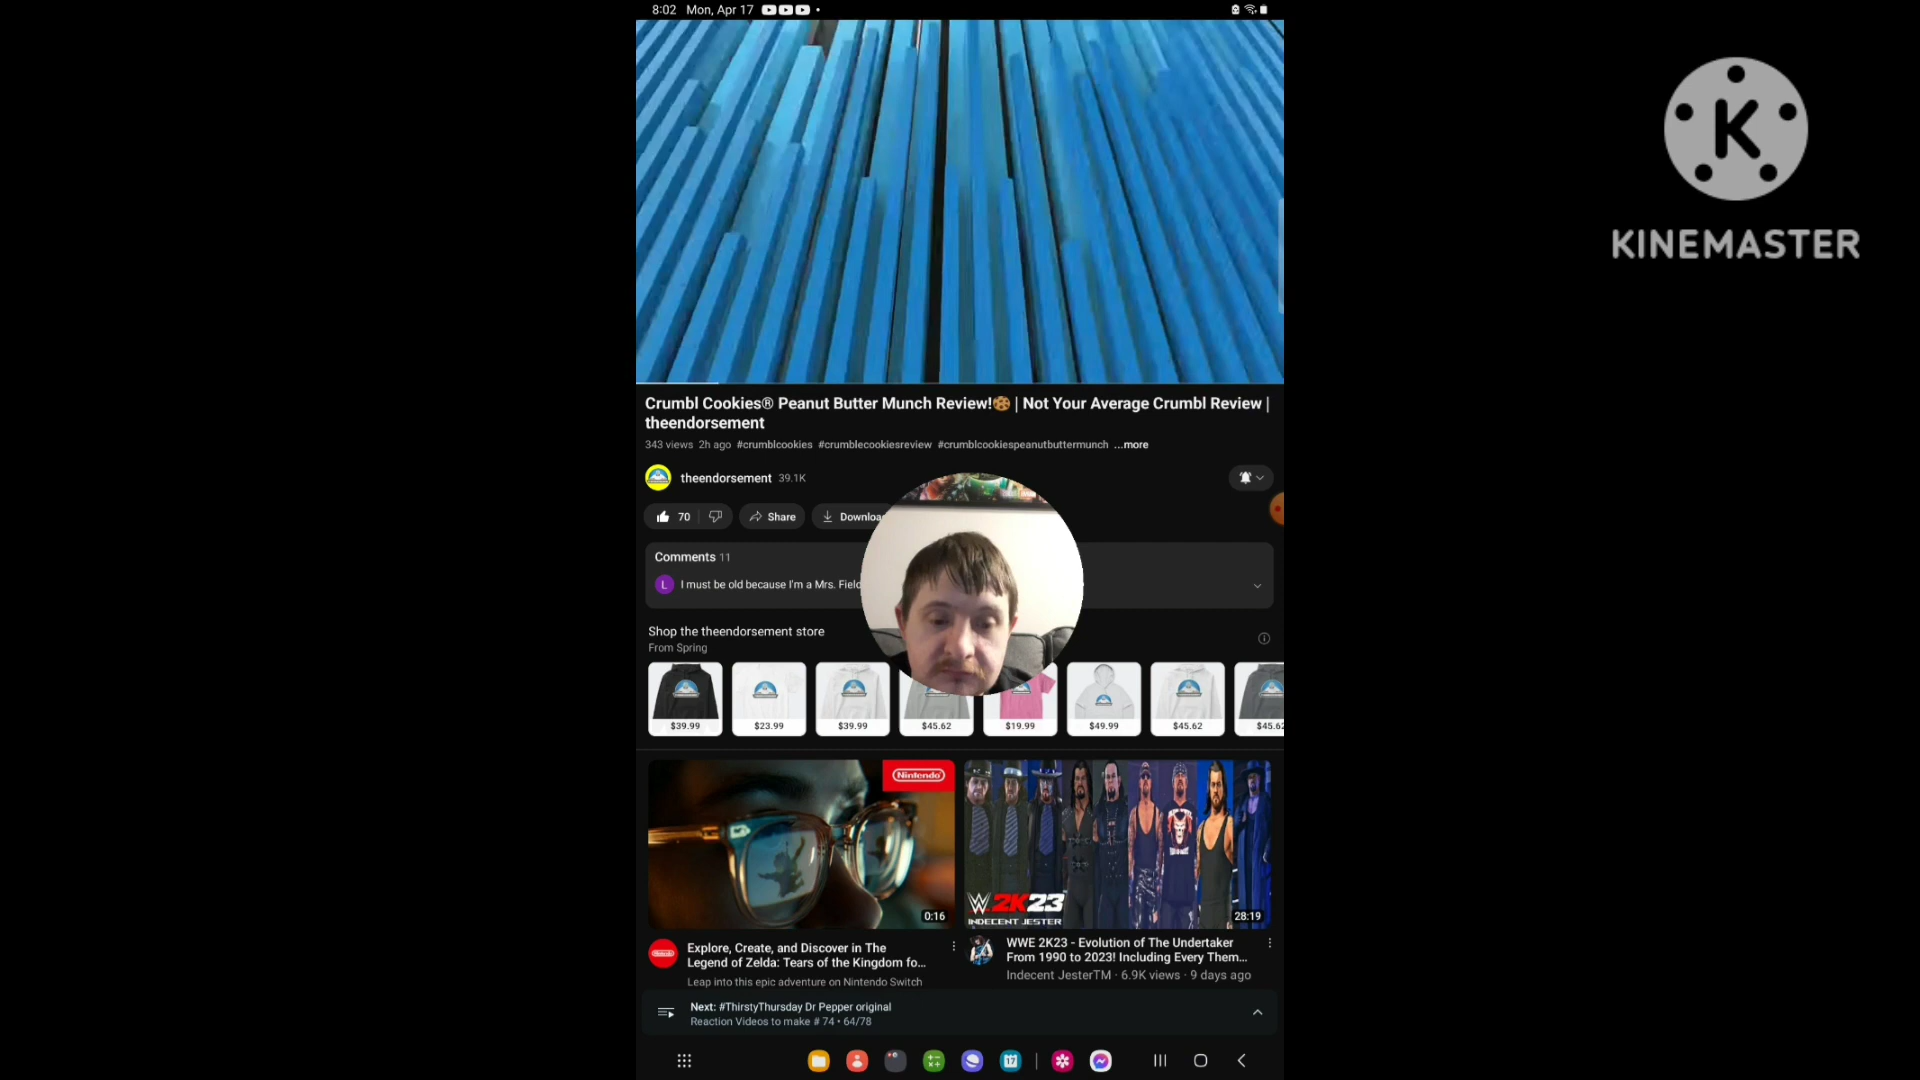 8:02 Mon, Apr 17
K
KINEMASTER
Crumbl Cookies® Peanut Butter Munch Review!🍪 | Not Your Average Crumbl Review |
theendorsement
343 views 2h ago #crumblcookies #crumblecookiesreview #crumblcookiespeanutbuttermunch ...more
theendorsement 39.1K
70 Share Downloa
Comments 11
L I must be old because I'm a Mrs. Field
Shop the theendorsement store
From Spring
$39.99 $23.99 $39.99 $45.62 $19.99 $49.99 $45.62 $45.62
Nintendo
0:16
W 2K23
INDECENT JESTER
28:19
Explore, Create, and Discover in The
Legend of Zelda: Tears of the Kingdom fo...
Leap into this epic adventure on Nintendo Switch
WWE 2K23 - Evolution of The Undertaker
From 1990 to 2023! Including Every Them...
Indecent JesterTM · 6.9K views · 9 days ago
Next: #ThirstyThursday Dr Pepper original
Reaction Videos to make # 74 • 64/78
17